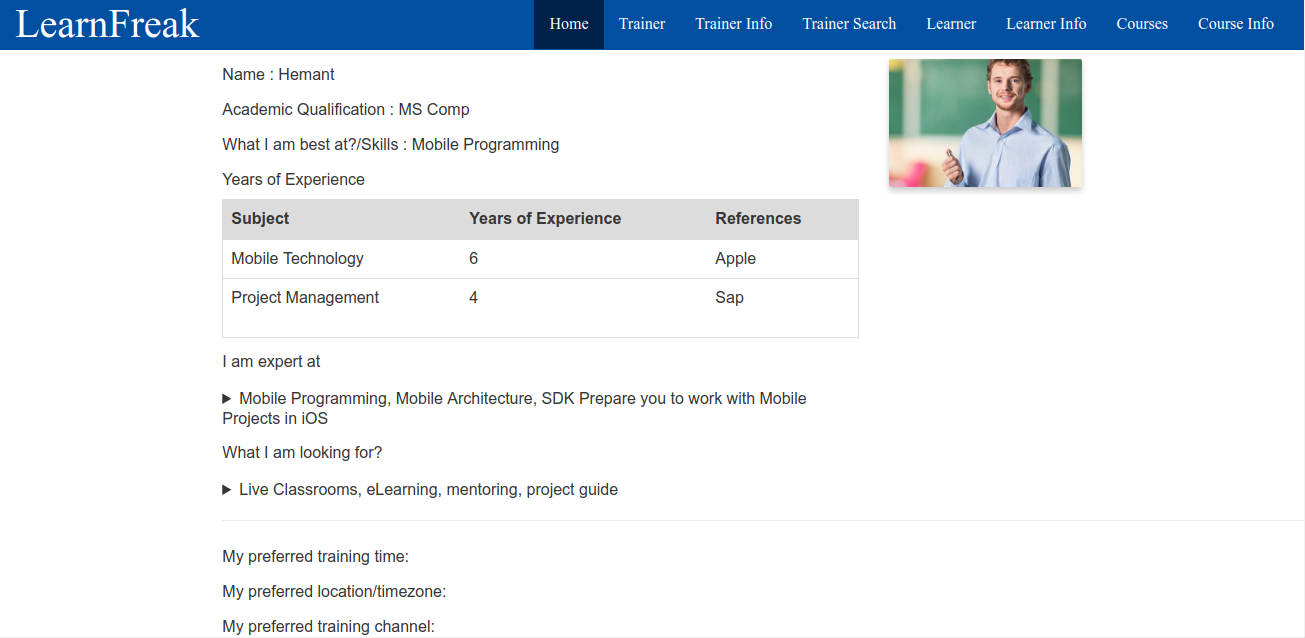 LearnFreak Home Trainer Trainer Info Trainer Search Learner Learner Info Courses Course Info
Name : Hemant
Academic Qualification : MS Comp
What I am best at?/Skills : Mobile Programming
Years of Experience
Subject Years of Experience References
Mobile Technology 6 Apple
Project Management 4 Sap
I am expert at
Mobile Programming, Mobile Architecture, SDK Prepare you to work with Mobile
Projects in iOS
What I am looking for?
Live Classrooms, eLearning, mentoring, project guide
My preferred training time:
My preferred location/timezone:
My preferred training channel: